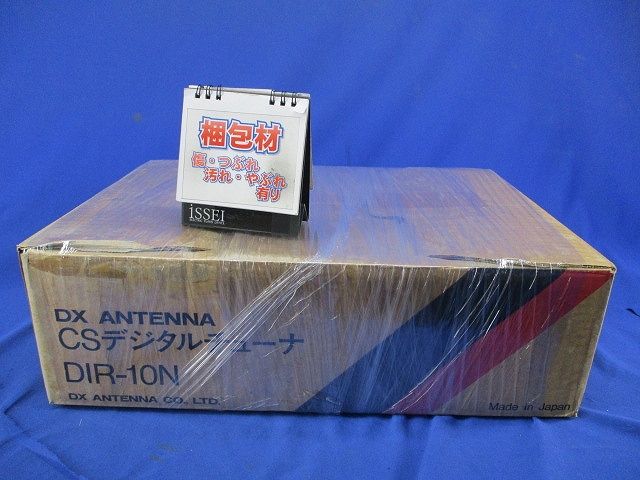 梱包材
傷・つぶれ
汚れ・やぶれ
有り
iSSEI
DX ANTENNA
CSデジタルチューナ
DIR-10N
DX ANTENNA CO., LTD.
Made in Japan